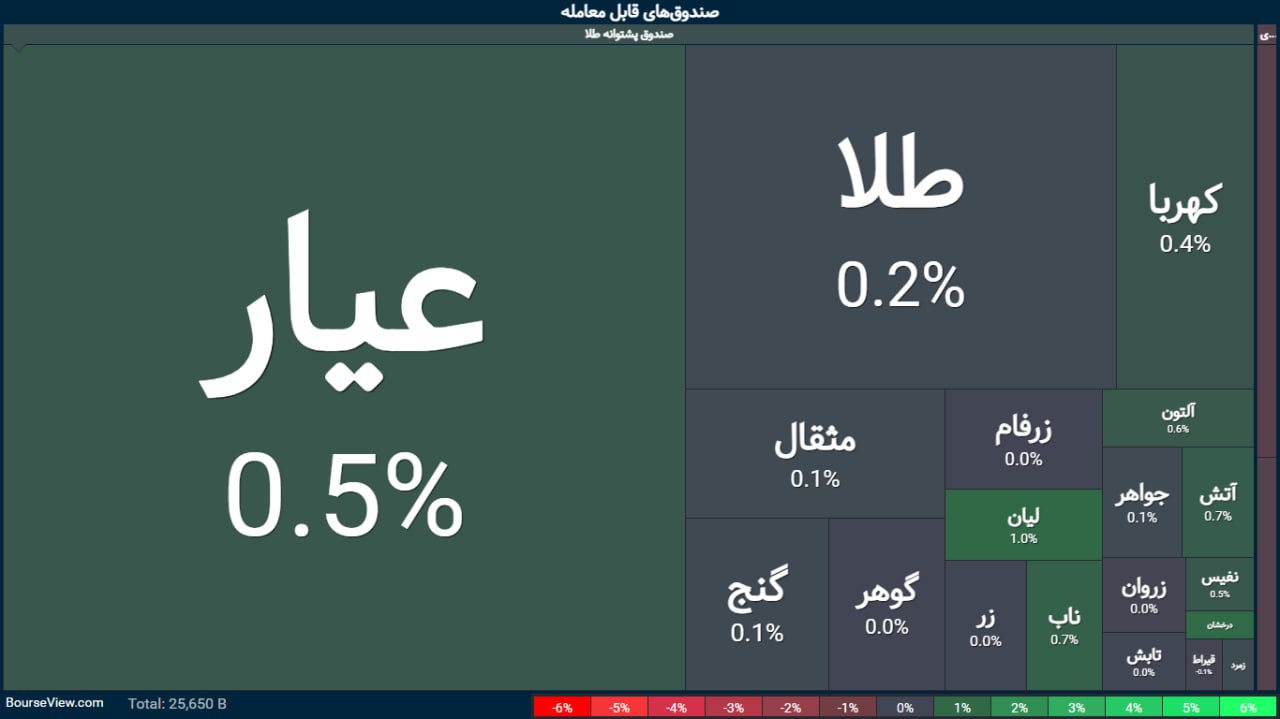 صندوق‌های قابل معامله
صندوق پشتوانه طلا
ی...
عیار
0.5%
طلا
0.2%
کهربا
0.4%
مثقال
0.1%
زرفام
0.0%
آلتون
0.6%
لیان
1.0%
جواهر
0.1%
آتش
0.7%
گنج
0.1%
گوهر
0.0%
زر
0.0%
ناب
0.7%
زروان
0.0%
نفیس
0.5%
درخشان
تابش
0.0%
قیراط
-0.1%
زمرد
BourseView.com
Total: 25,650 B
-6% -5% -4% -3% -2% -1% 0% 1% 2% 3% 4% 5% 6%